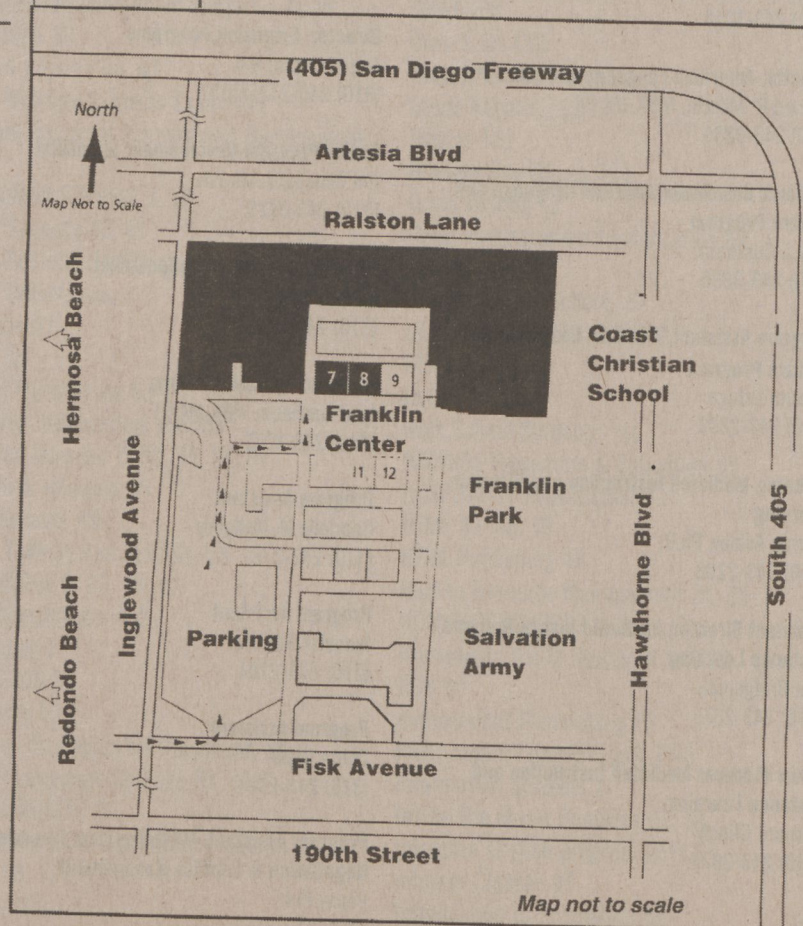 (405) San Diego Freeway
North
Map Not to Scale
Artesia Blvd
Ralston Lane
Hermosa Beach
Coast
Christian
School
7 8 9
Franklin
Center
11 12
Franklin
Park
Inglewood Avenue
Hawthorne Blvd
South 405
Redondo Beach
Parking
Salvation
Army
Fisk Avenue
190th Street
Map not to scale